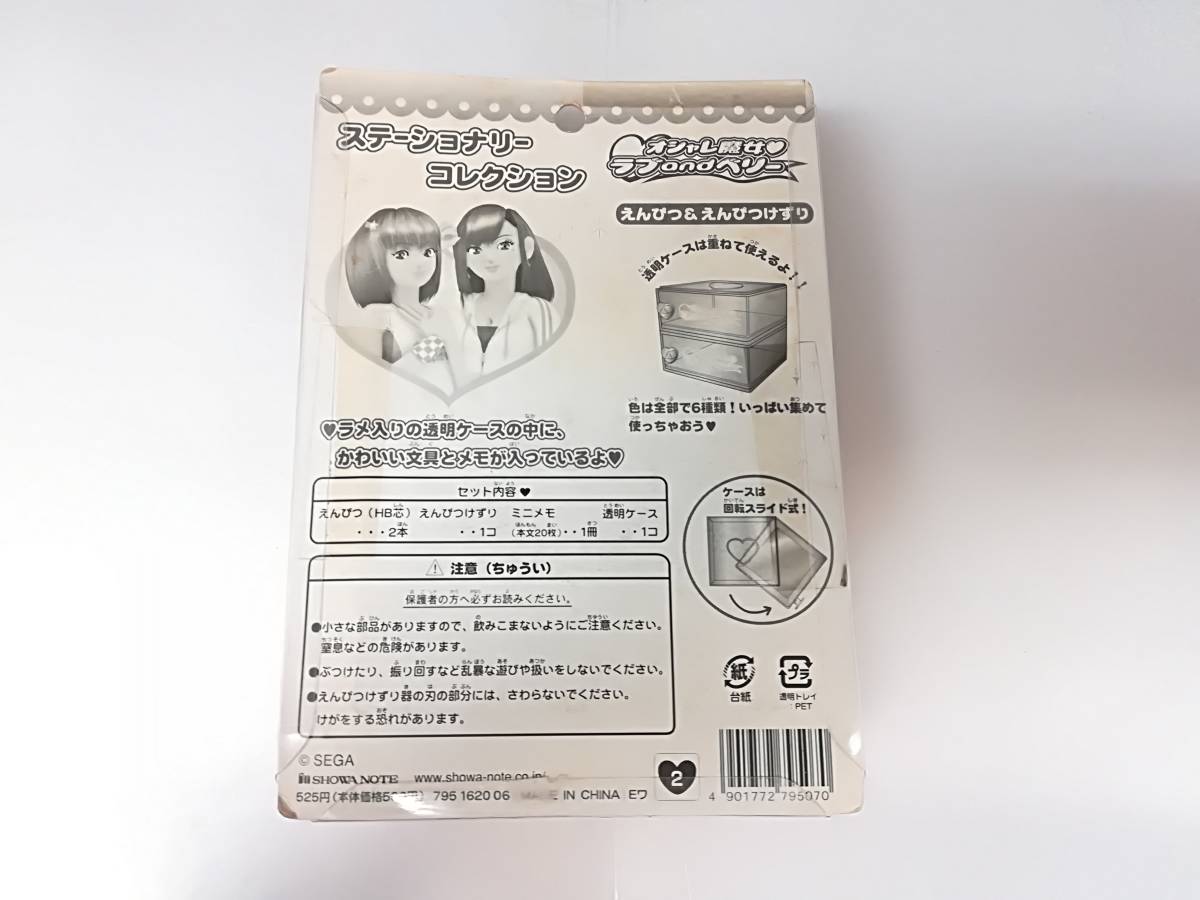 ステーショナリー
コレクション
オシャレ魔女♥
ラブandベリー
えんぴつ&えんぴつけずり
透明ケースは重ねて使えるよ!!
色は全部で6種類!いっぱい集めて
使っちゃおう♥
♥ラメ入りの透明ケースの中に、
かわいい文具とメモが入っているよ♥
セット内容♥
えんぴつ(HB芯) えんぴつけずり ミニメモ 透明ケース
・・・2本 ・・1コ (本文20枚)・・1冊 ・・1コ
ケースは
回転スライド式!
⚠ 注意(ちゅうい)
保護者の方へ必ずお読みください。
●小さな部品がありますので、飲みこまないようにご注意ください。
窒息などの危険があります。
●ぶつけたり、振り回すなど乱暴な遊びや扱いをしないでください。
●えんぴつけずり器の刃の部分には、さわらないでください。
けがをする恐れがあります。
紙
台紙
プラ
透明トレイ
:PET
© SEGA
SHOWA NOTE www.showa-note.co.jp/
525円(本体価格500円) 795 1620 06 MADE IN CHINA Eワ
2
4 901772 795070